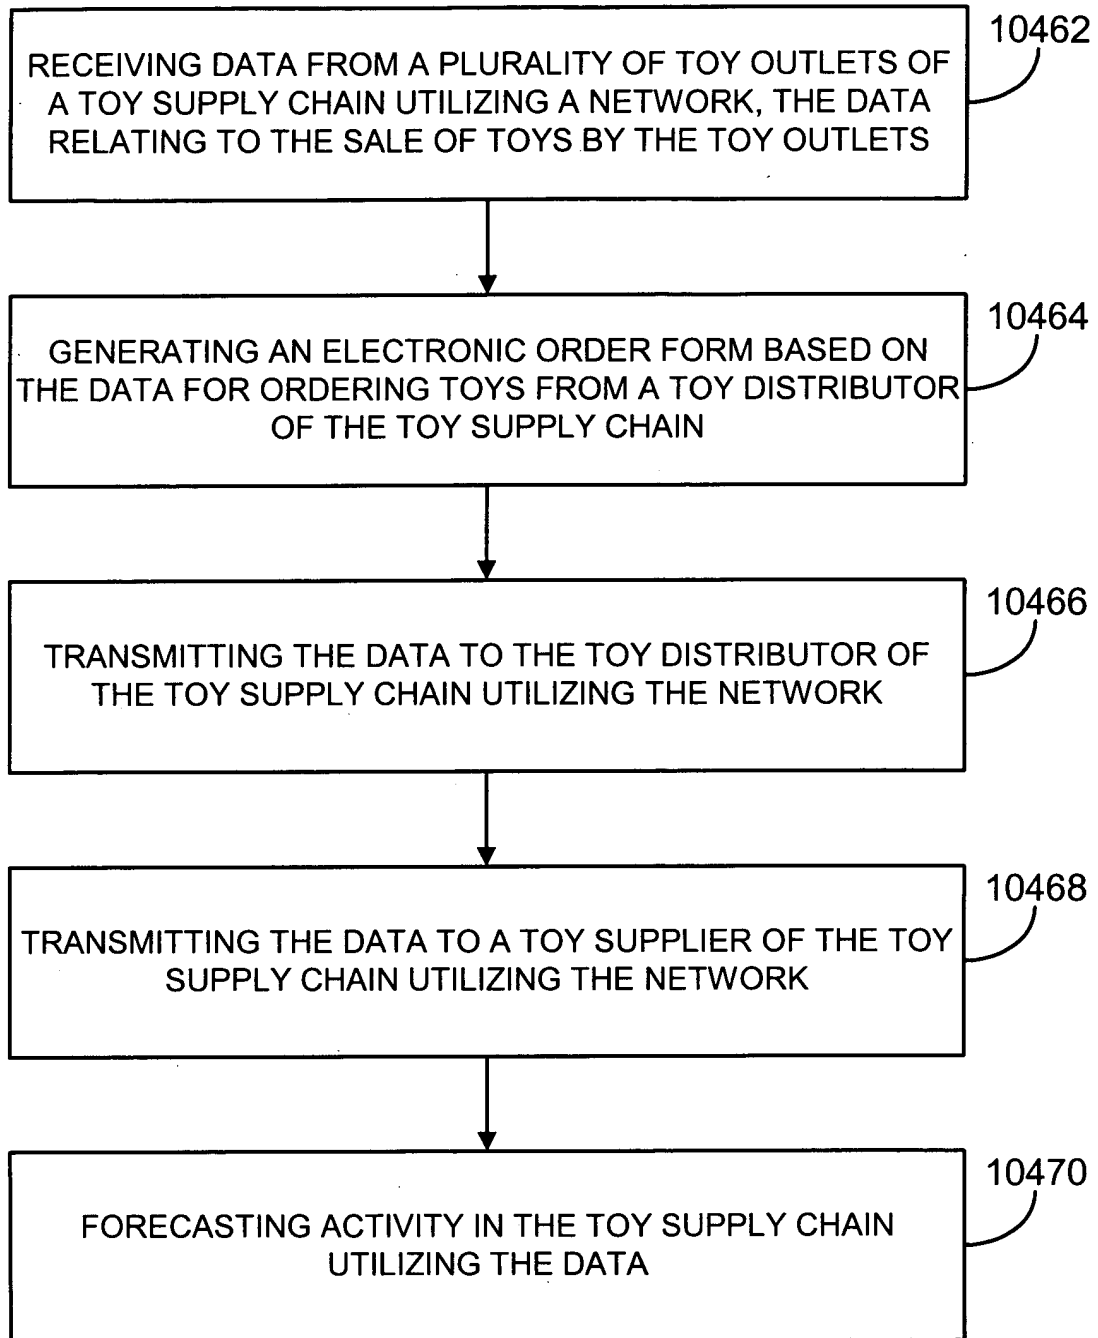 10462
RECEIVING DATA FROM A PLURALITY OF TOY OUTLETS OF
A TOY SUPPLY CHAIN UTILIZING A NETWORK, THE DATA
RELATING TO THE SALE OF TOYS BY THE TOY OUTLETS
10464
GENERATING AN ELECTRONIC ORDER FORM BASED ON
THE DATA FOR ORDERING TOYS FROM A TOY DISTRIBUTOR
OF THE TOY SUPPLY CHAIN
10466
TRANSMITTING THE DATA TO THE TOY DISTRIBUTOR OF
THE TOY SUPPLY CHAIN UTILIZING THE NETWORK
10468
TRANSMITTING THE DATA TO A TOY SUPPLIER OF THE TOY
SUPPLY CHAIN UTILIZING THE NETWORK
10470
FORECASTING ACTIVITY IN THE TOY SUPPLY CHAIN
UTILIZING THE DATA